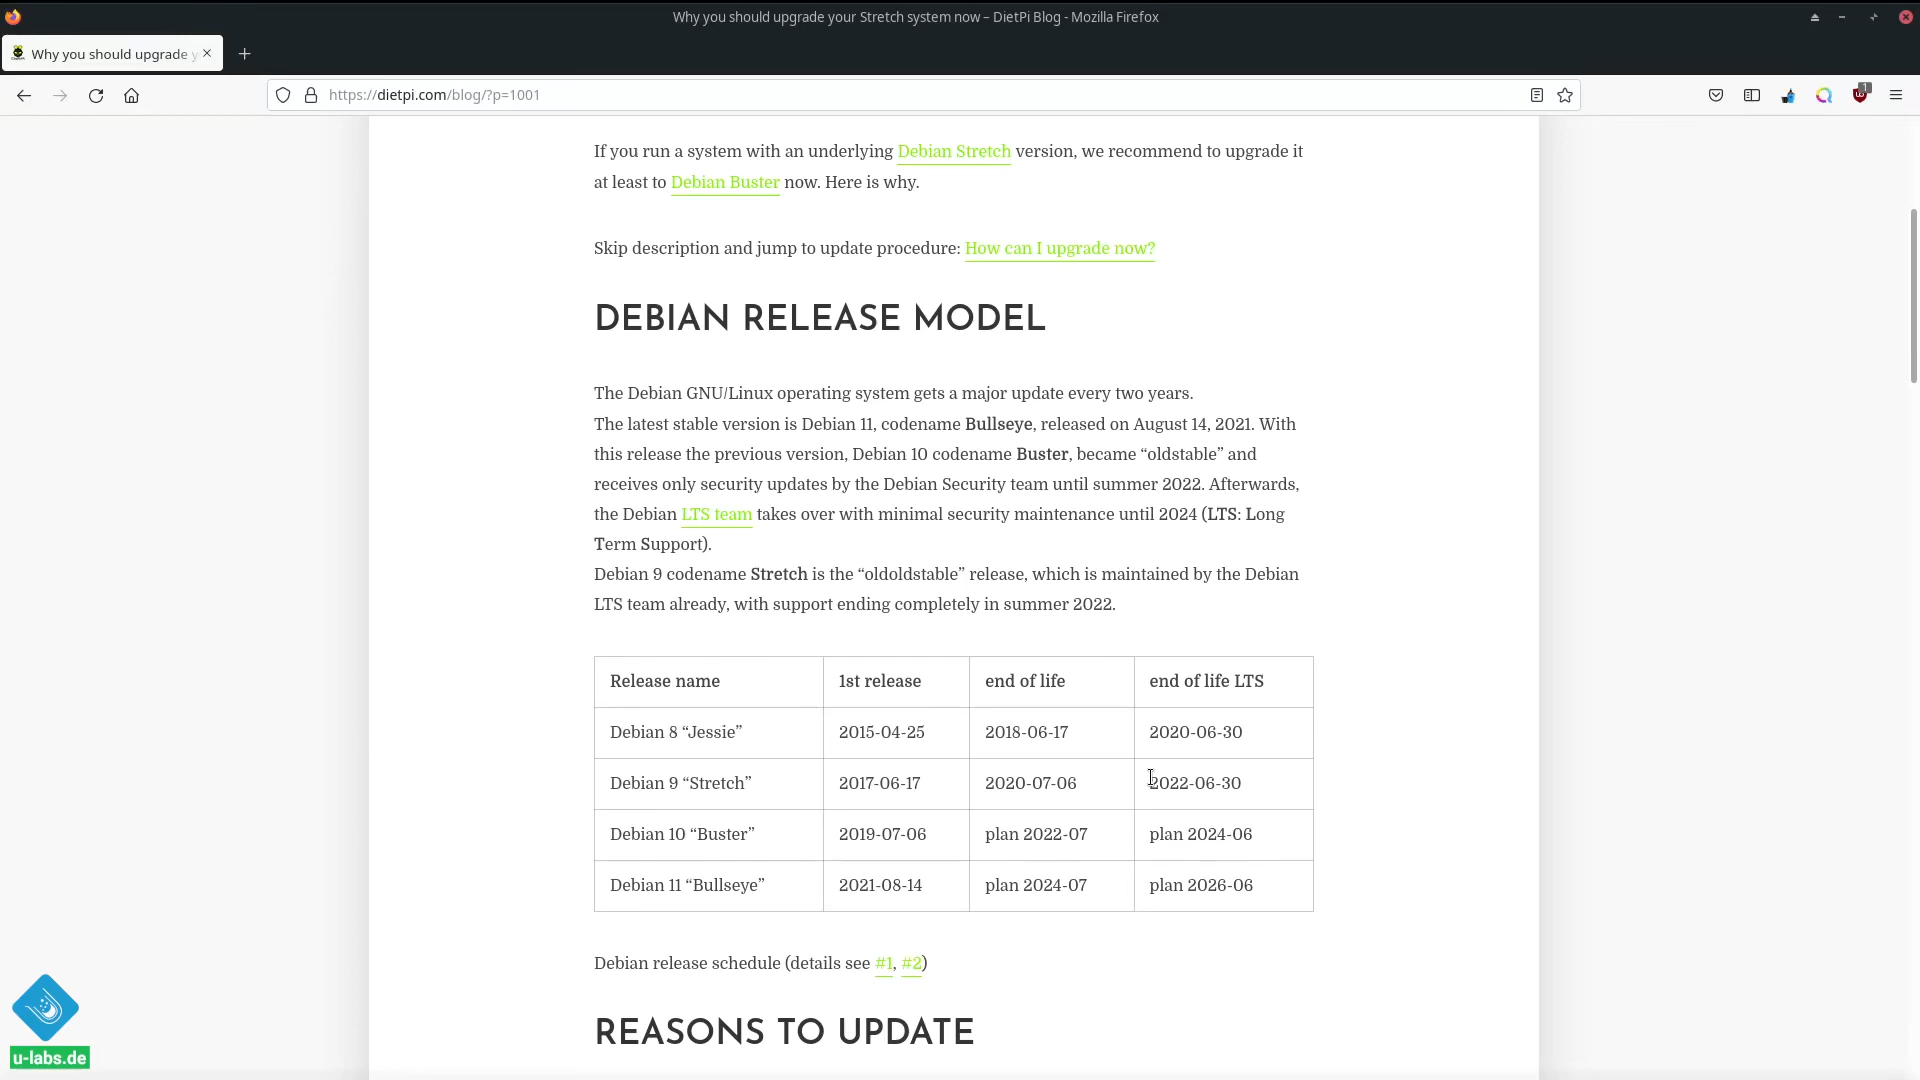 Why you should upgrade your Stretch system now – DietPi Blog - Mozilla Firefox
Why you should upgrade y
https://dietpi.com/blog/?p=1001
1
If you run a system with an underlying Debian Stretch version, we recommend to upgrade it
at least to Debian Buster now. Here is why.
Skip description and jump to update procedure: How can I upgrade now?
DEBIAN RELEASE MODEL
The Debian GNU/Linux operating system gets a major update every two years.
The latest stable version is Debian 11, codename Bullseye, released on August 14, 2021. With
this release the previous version, Debian 10 codename Buster, became “oldstable” and
receives only security updates by the Debian Security team until summer 2022. Afterwards,
the Debian LTS team takes over with minimal security maintenance until 2024 (LTS: Long
Term Support).
Debian 9 codename Stretch is the “oldoldstable” release, which is maintained by the Debian
LTS team already, with support ending completely in summer 2022.
Release name 1st release end of life end of life LTS
Debian 8 “Jessie” 2015-04-25 2018-06-17 2020-06-30
Debian 9 “Stretch” 2017-06-17 2020-07-06 2022-06-30
Debian 10 “Buster” 2019-07-06 plan 2022-07 plan 2024-06
Debian 11 “Bullseye” 2021-08-14 plan 2024-07 plan 2026-06
Debian release schedule (details see #1, #2)
REASONS TO UPDATE
u-labs.de